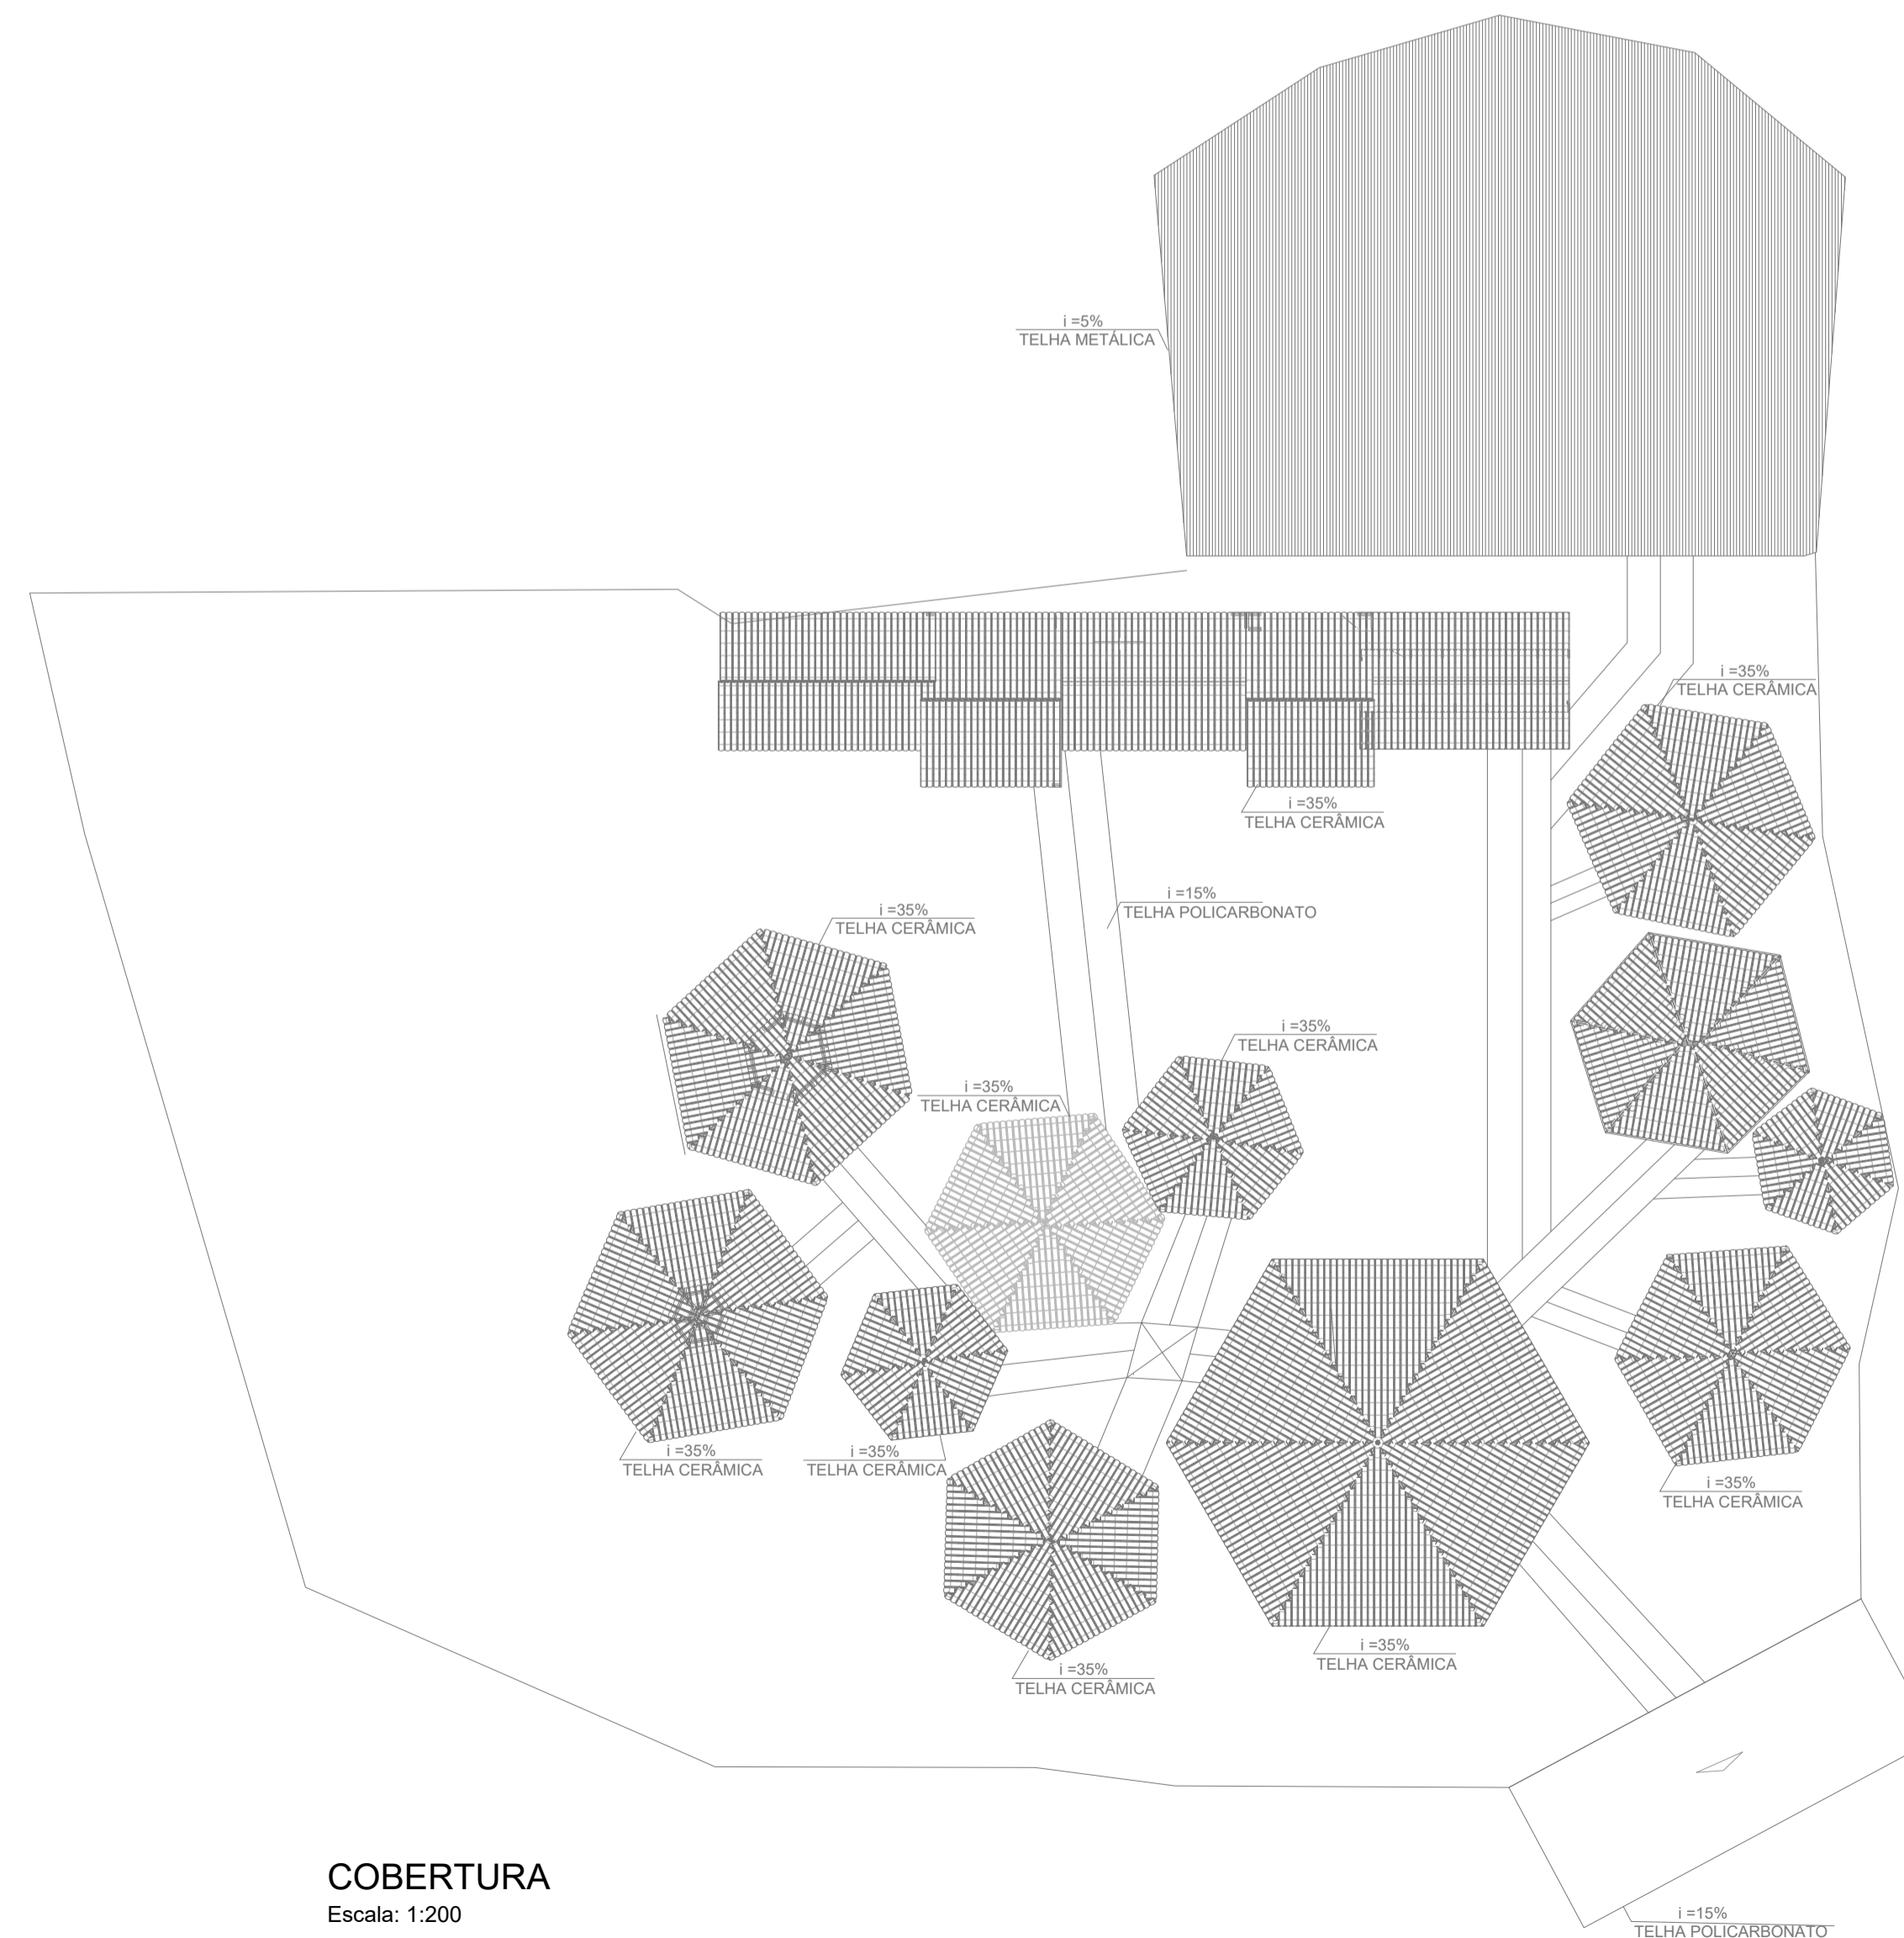 i =5%
TELHA METÁLICA
i =35%
TELHA CERÂMICA
i =35%
TELHA CERÂMICA
i =15%
TELHA POLICARBONATO
i =35%
TELHA CERÂMICA
i =35%
TELHA CERÂMICA
i =35%
TELHA CERÂMICA
i =35%
TELHA CERÂMICA
i =35%
TELHA CERÂMICA
i =35%
TELHA CERÂMICA
i =35%
TELHA CERÂMICA
i =35%
TELHA CERÂMICA
COBERTURA
Escala: 1:200
i =15%
TELHA POLICARBONATO